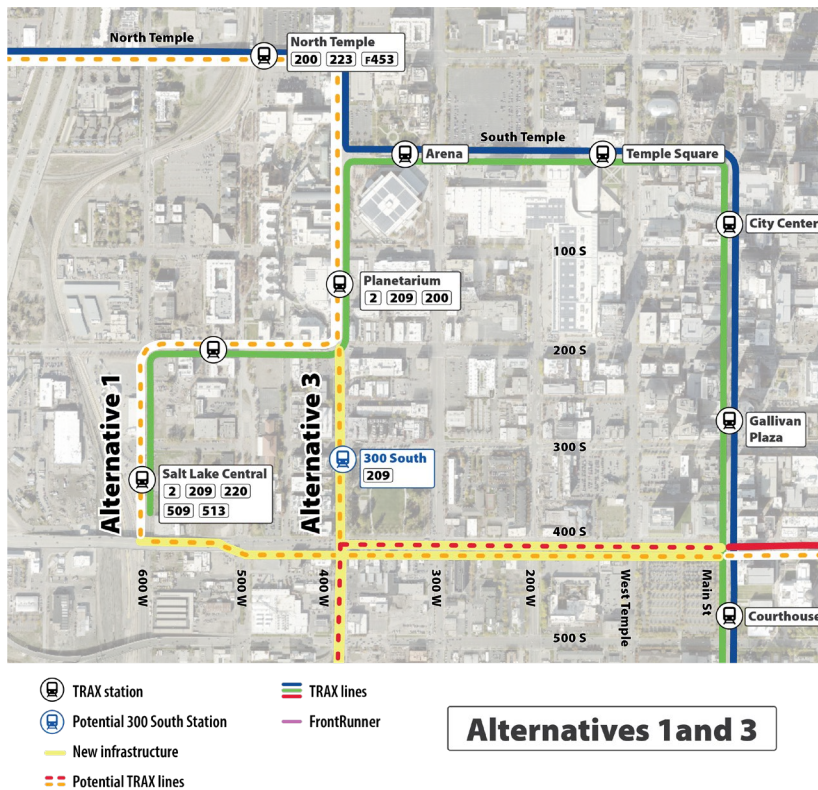 North Temple
North Temple
200 223 F453
South Temple
Arena
Temple Square
City Center
100 S
Planetarium
2 209 200
200 S
Alternative 1
Alternative 3
Gallivan
Plaza
300 S
300 South
209
Salt Lake Central
2 209 220
509 513
400 S
600 W
500 W
400 W
300 W
200 W
West Temple
Main St
Courthouse
500 S
TRAX station
TRAX lines
Potential 300 South Station
FrontRunner
New infrastructure
Potential TRAX lines
Alternatives 1and 3